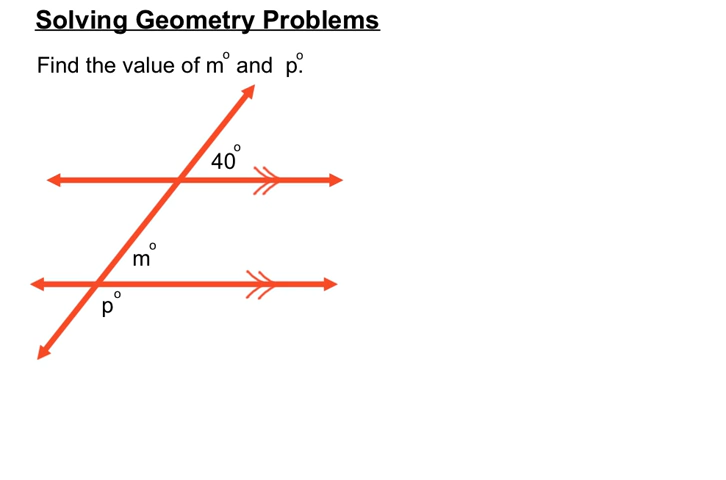 Solving Geometry Problems
Find the value of m° and p°.
40°
m°
p°